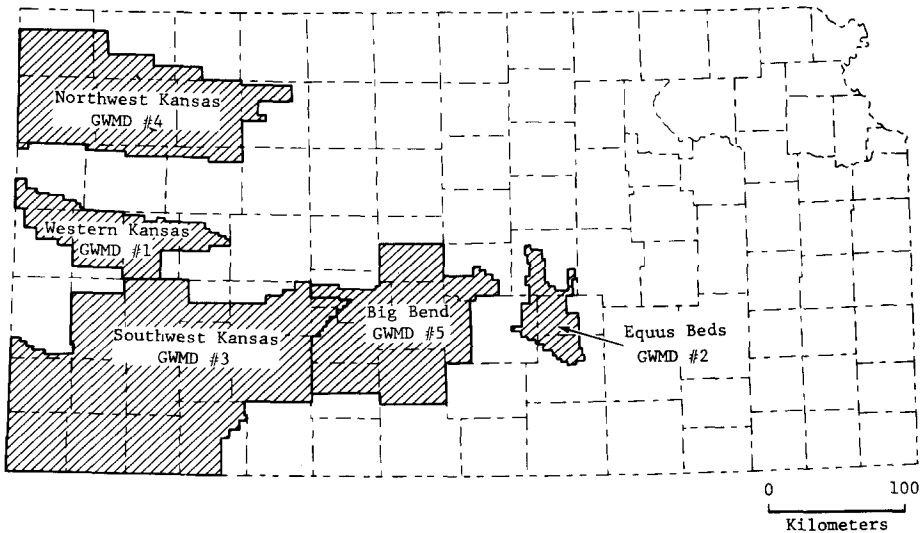 Northwest Kansas
GWMD #4
Western Kansas
GWMD #1
Southwest Kansas
GWMD #3
Big Bend
GWMD #5
Equus Beds
GWMD #2
0 100
Kilometers